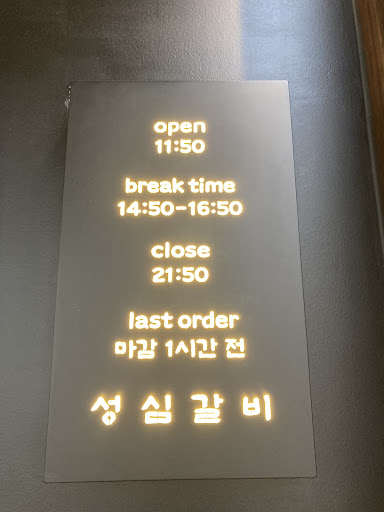 open
11:50
break time
14:50-16:50
close
21:50
last order
마감 1시간 전
성심갈비